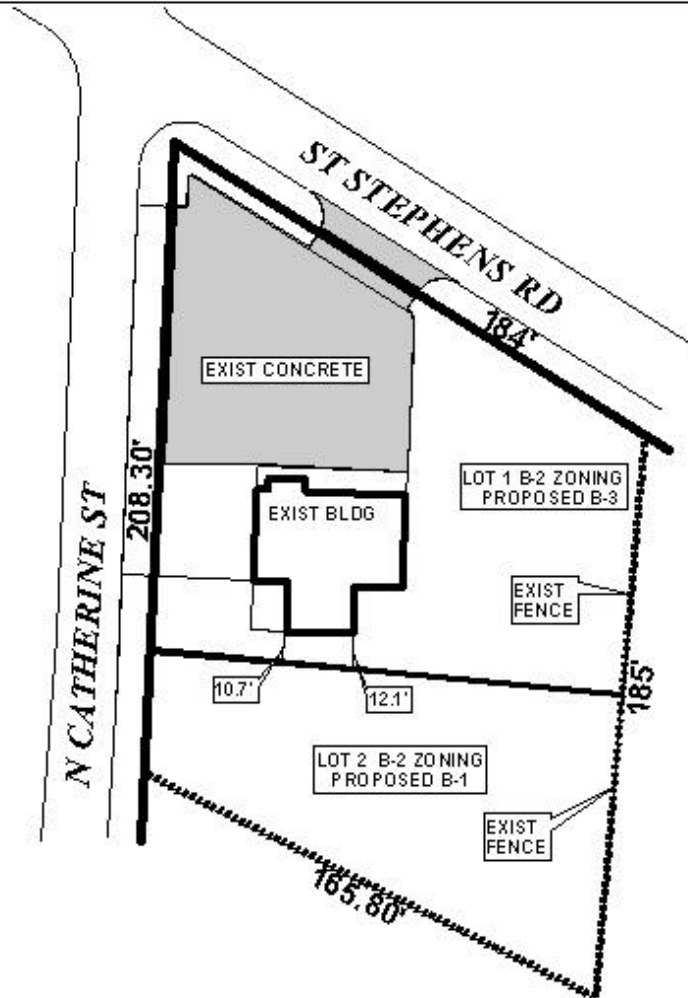 ST STEPHENS RD
184'
EXIST CONCRETE
208.30'
N CATHERINE ST
LOT 1 B-2 ZONING
PROPOSED B-3
EXIST BLDG
EXIST
FENCE
185'
10.7'
12.1'
LOT 2 B-2 ZONING
PROPOSED B-1
EXIST
FENCE
165.80'